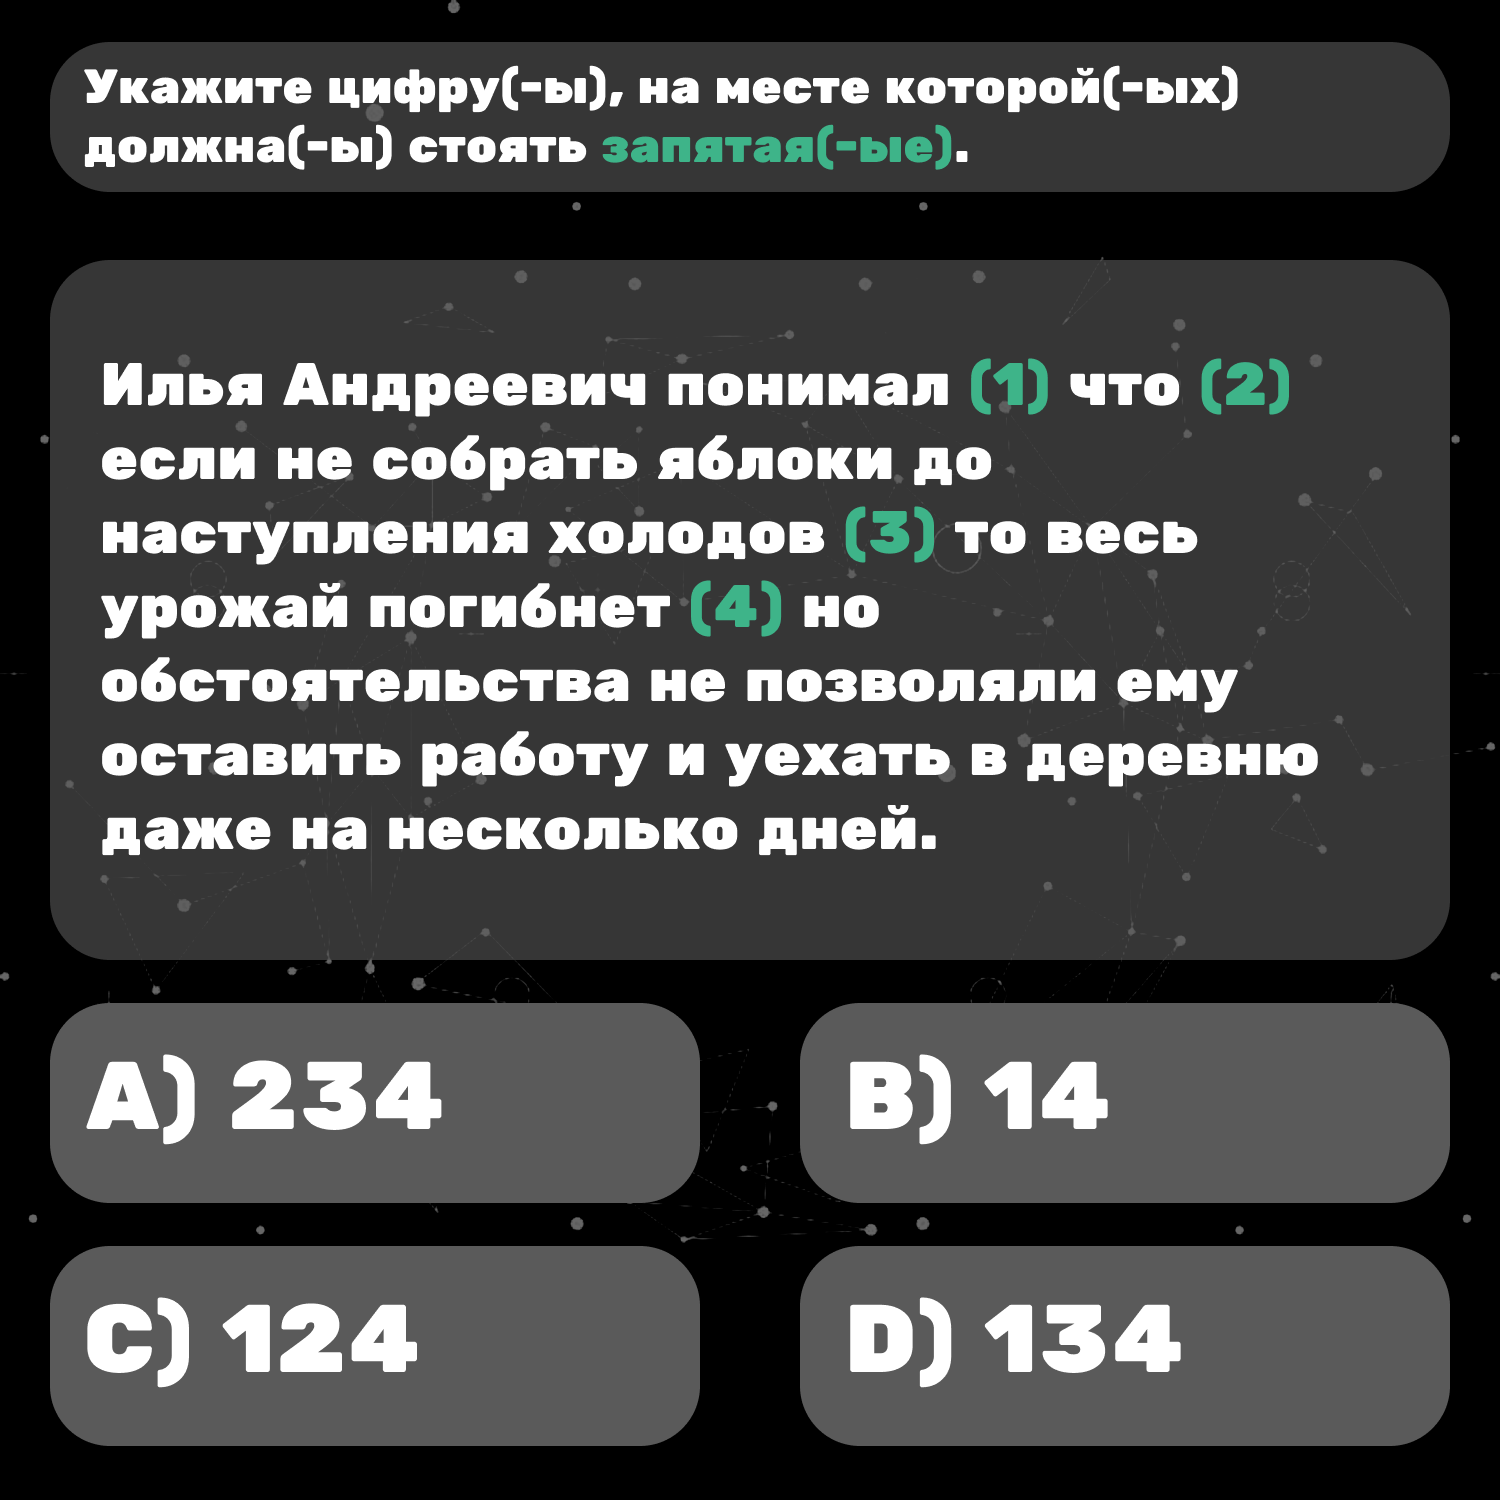 Укажите цифру(-ы), на месте которой(-ых)
должна(-ы) стоять запятая(-ые).
Илья Андреевич понимал (1) что (2)
если не собрать яблоки до
наступления холодов (3) то весь
урожай погибнет (4) но
обстоятельства не позволяли ему
оставить работу и уехать в деревню
даже на несколько дней.
A) 234
B) 14
C) 124
D) 134